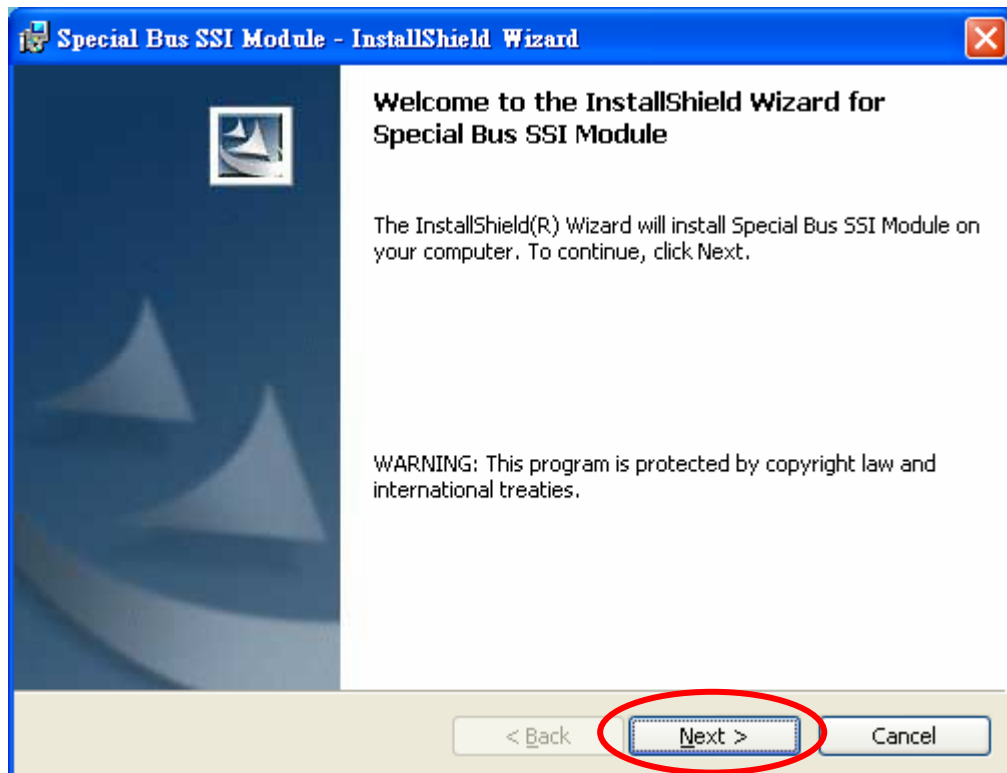 Special Bus SSI Module - InstallShield Wizard
Welcome to the InstallShield Wizard for
Special Bus SSI Module
The InstallShield(R) Wizard will install Special Bus SSI Module on
your computer. To continue, click Next.
WARNING: This program is protected by copyright law and
international treaties.
< Back Next > Cancel